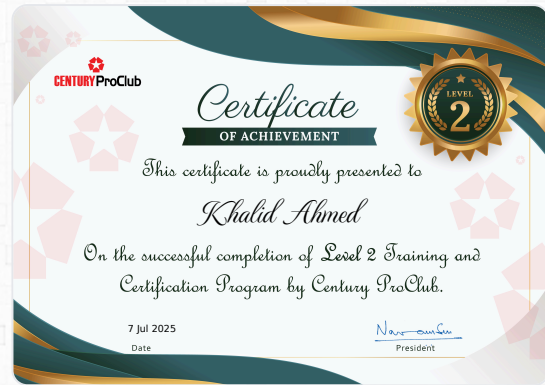 CENTURY ProClub
Certificate
OF ACHIEVEMENT
LEVEL
2
This certificate is proudly presented to
Khalid Ahmed
On the successful completion of Level 2 Training and
Certification Program by Century ProClub.
7 Jul 2025
Date
President